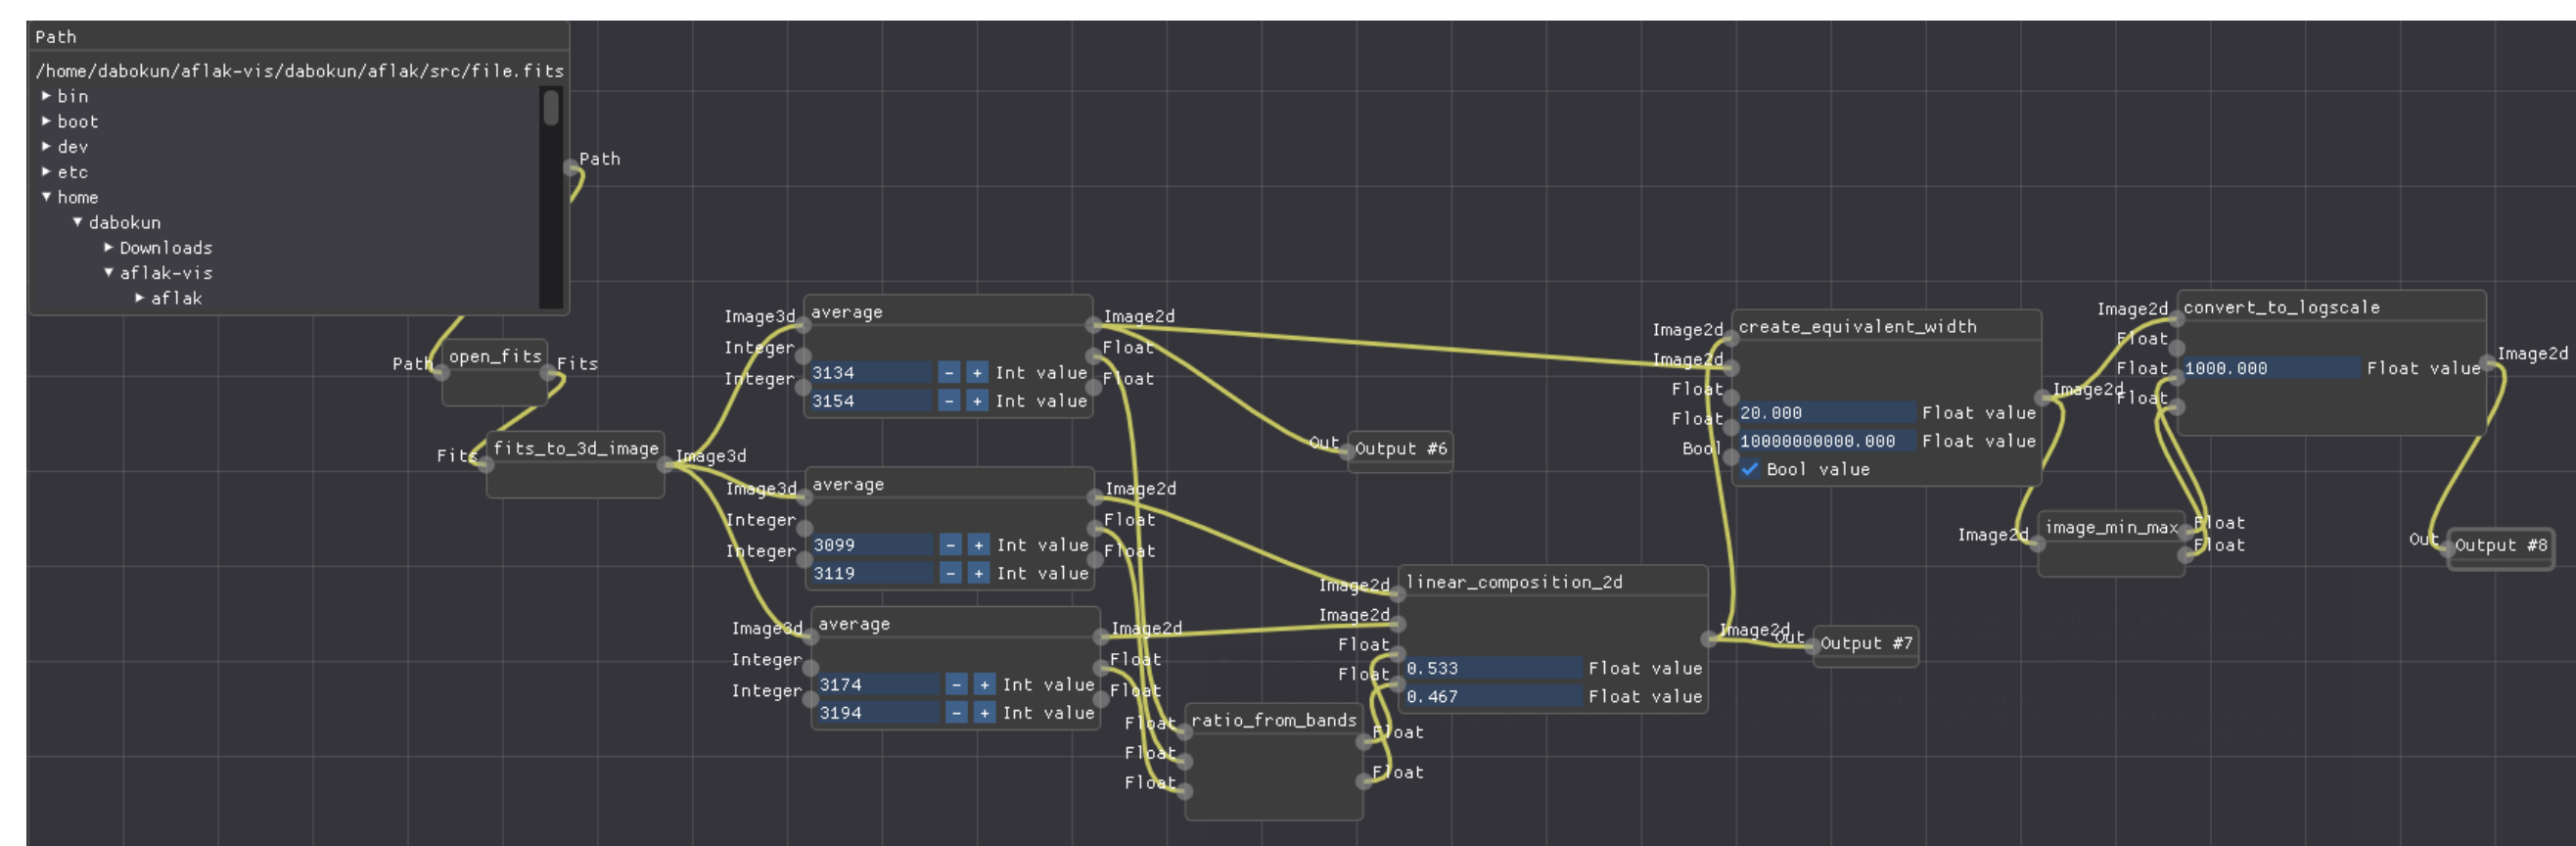 Path
/home/dabokun/aflak-vis/dabokun/aflak/src/file.fits
bin
boot
dev
etc
home
dabokun
Downloads
aflak-vis
aflak
Path
Path open_fits Fits
Fits fits_to_3d_image Image3d
Image3d average Image2d
Integer Float
Integer Float
3134 - + Int value
3154 - + Int value
Image3d average Image2d
Integer Float
Integer Float
3099 - + Int value
3119 - + Int value
Image3d average Image2d
Integer Float
Integer Float
3174 - + Int value
3194 - + Int value
Out Output #6
Float ratio_from_bands Float
Float Float
Float
Image2d linear_composition_2d Image2d
Image2d
Float
Float
0.533 Float value
0.467 Float value
Out Output #7
Image2d create_equivalent_width Image2d
Image2d
Float
Float
Bool
20.000 Float value
10000000000.000 Float value
Bool value
Image2d image_min_max Float
Float
Image2d convert_to_logscale Image2d
Float
Float
Float
1000.000 Float value
Out Output #8